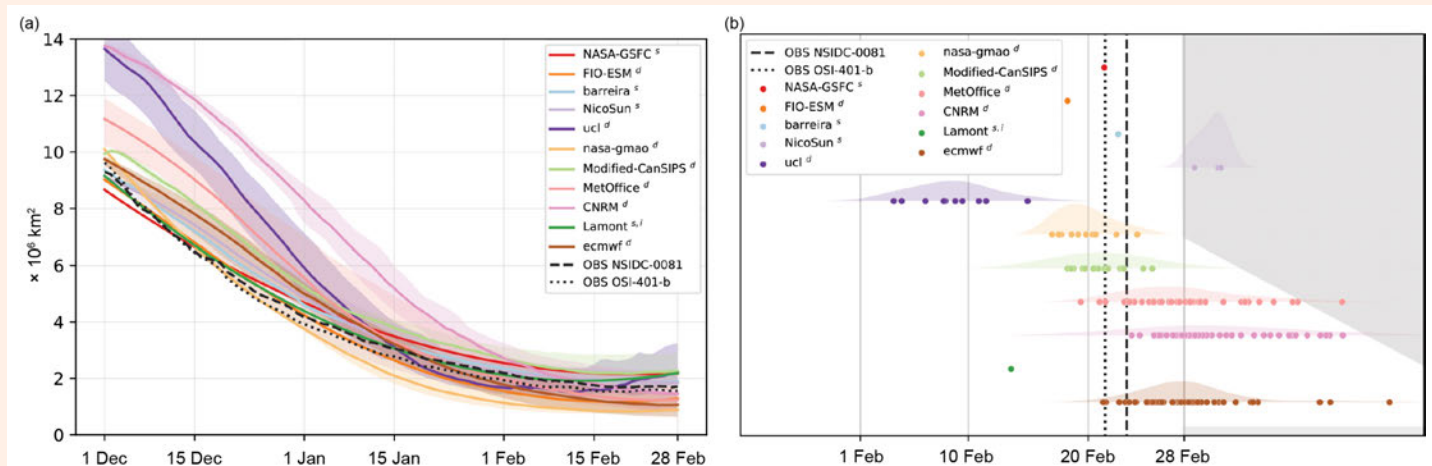 (a)
14
12
10
8
6
4
2
0
× 10⁶ km²
1 Dec 15 Dec 1 Jan 15 Jan 1 Feb 15 Feb 28 Feb
NASA-GSFC ˢ
FIO-ESM ᵈ
barreira ˢ
NicoSun ˢ
ucl ᵈ
nasa-gmao ᵈ
Modified-CanSIPS ᵈ
MetOffice ᵈ
CNRM ᵈ
Lamont ˢ,ⁱ
ecmwf ᵈ
OBS NSIDC-0081
OBS OSI-401-b
(b)
OBS NSIDC-0081
OBS OSI-401-b
NASA-GSFC ˢ
FIO-ESM ᵈ
barreira ˢ
NicoSun ˢ
ucl ᵈ
nasa-gmao ᵈ
Modified-CanSIPS ᵈ
MetOffice ᵈ
CNRM ᵈ
Lamont ˢ,ⁱ
ecmwf ᵈ
1 Feb 10 Feb 20 Feb 28 Feb